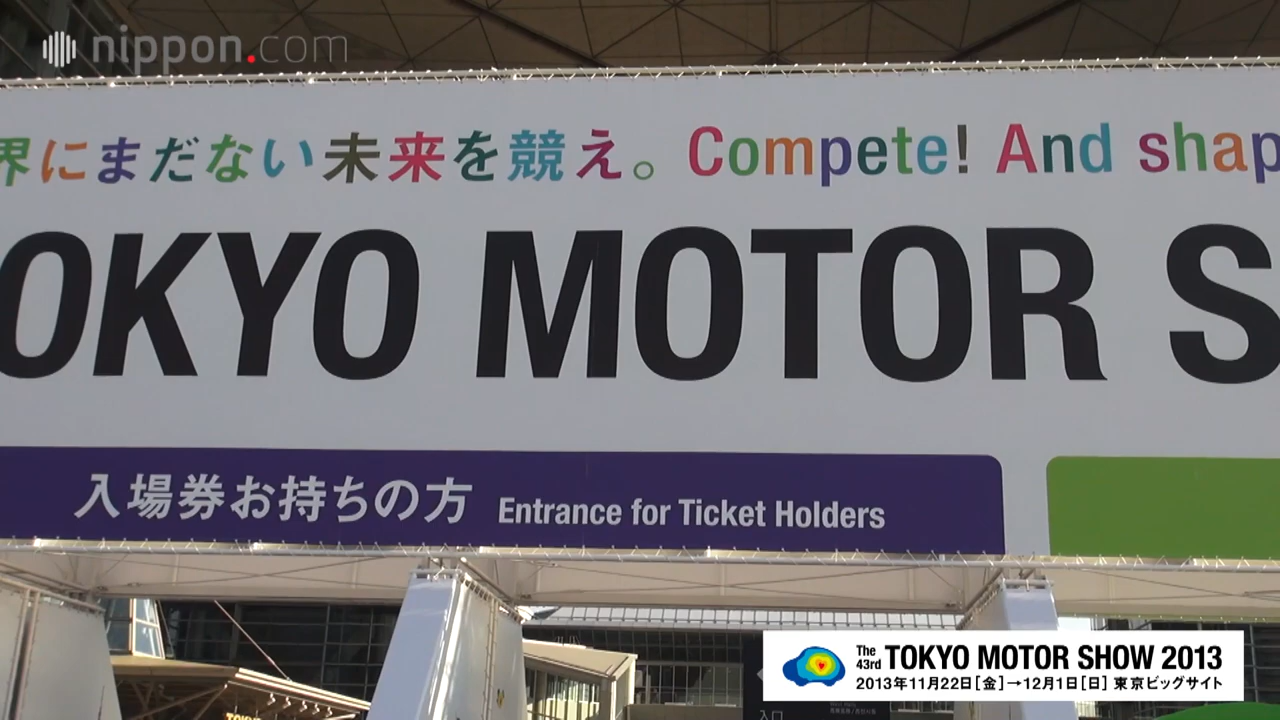 nippon.com
界にまだない未来を競え。Compete! And shap
OKYO MOTOR S
入場券お持ちの方 Entrance for Ticket Holders
The 43rd TOKYO MOTOR SHOW 2013
2013年11月22日[金]→12月1日[日] 東京ビッグサイト
入口